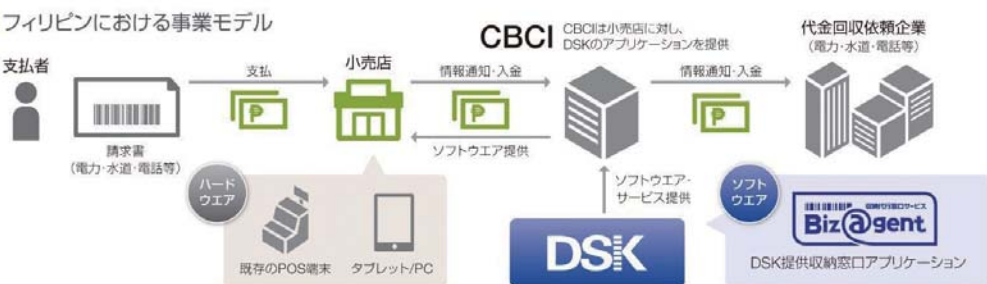 フィリピンにおける事業モデル
支払者
請求書
(電力・水道・電話等)
支払
小売店
情報通知・入金
ソフトウエア提供
CBCI
CBCIは小売店に対し、
DSKのアプリケーションを提供
情報通知・入金
代金回収依頼企業
(電力・水道・電話等)
ハード
ウエア
既存のPOS端末
タブレット/PC
ソフトウエア・
サービス提供
DSK
ソフト
ウエア
Biz@gent
DSK提供収納窓口アプリケーション